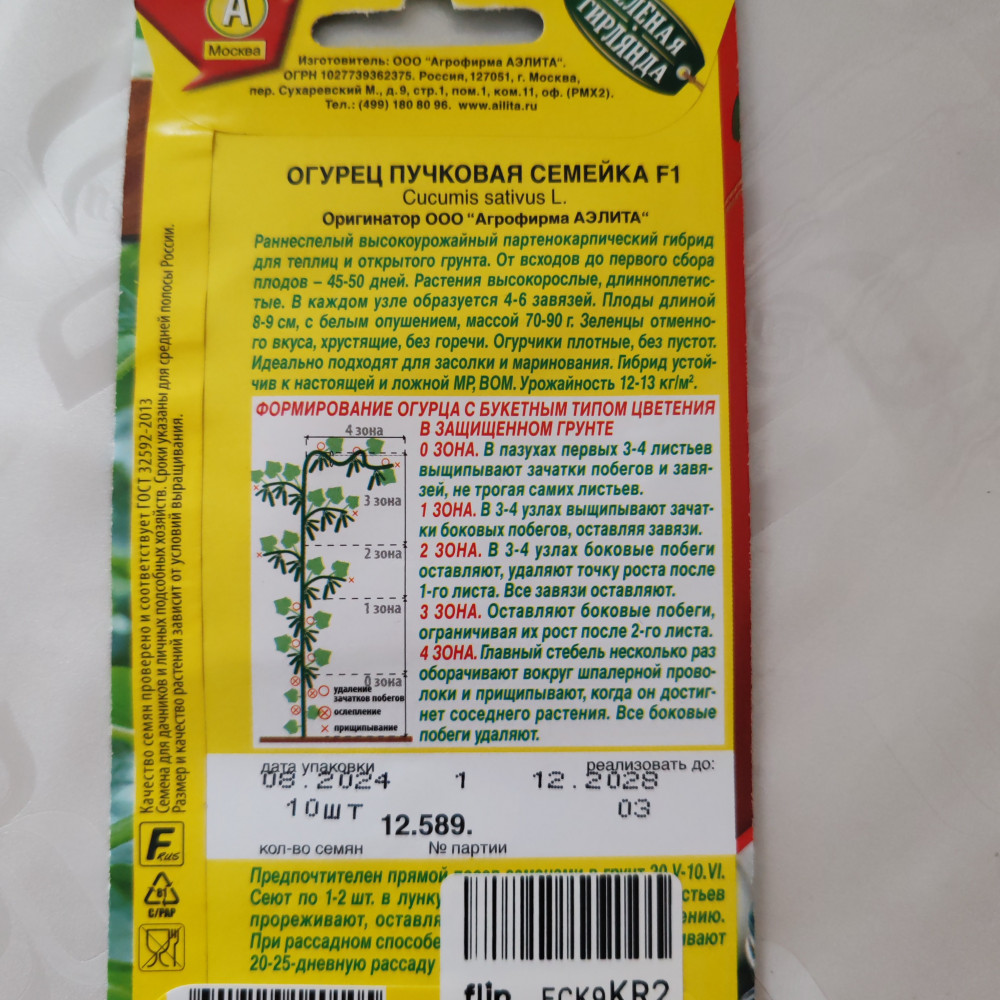 А
Москва
ЗЕЛЕНАЯ
ГИРЛЯНДА
Изготовитель: ООО "Агрофирма АЭЛИТА".
ОГРН 1027739362375. Россия,127051, г. Москва,
пер. Сухаревский М., д.9, стр.1, пом.1, ком.11, оф. (РМХ2).
Тел.: (499) 180 80 96. www.ailita.ru
ОГУРЕЦ ПУЧКОВАЯ СЕМЕЙКА F1
Cucumis sativus L.
Оригинатор ООО "Агрофирма АЭЛИТА"
Раннеспелый высокоурожайный партенокарпический гибрид
для теплиц и открытого грунта. От всходов до первого сбора
плодов – 45-50 дней. Растения высокорослые, длинноплетис-
тые. В каждом узле образуется 4-6 завязей. Плоды длиной
8-9 см, с белым опушением, массой 70-90 г. Зеленцы отменно-
го вкуса, хрустящие, без горечи. Огурчики плотные, без пустот.
Идеально подходят для засолки и маринования. Гибрид устой-
чив к настоящей и ложной МР, ВОМ. Урожайность 12-13 кг/м².
ФОРМИРОВАНИЕ ОГУРЦА С БУКЕТНЫМ ТИПОМ ЦВЕТЕНИЯ
В ЗАЩИЩЕННОМ ГРУНТЕ
0 ЗОНА. В пазухах первых 3-4 листьев
выщипывают зачатки побегов и завя-
зей, не трогая самих листьев.
1 ЗОНА. В 3-4 узлах выщипывают зачат-
ки боковых побегов, оставляя завязи.
2 ЗОНА. В 3-4 узлах боковые побеги
оставляют, удаляют точку роста после
1-го листа. Все завязи оставляют.
3 ЗОНА. Оставляют боковые побеги,
ограничивая их рост после 2-го листа.
4 ЗОНА. Главный стебель несколько раз
оборачивают вокруг шпалерной прово-
локи и прищипывают, когда он достиг-
нет соседнего растения. Все боковые
побеги удаляют.
4 зона
3 зона
2 зона
1 зона
0 зона
удаление
зачатков побегов
ослепление
прищипывание
Качество семян проверено и соответствует ГОСТ 32592-2013
Семена для дачников и личных подсобных хозяйств. Сроки указаны для средней полосы России.
Размер и качество растений зависит от условий выращивания.
F RUS
81
C/PAP
дата упаковки
реализовать до:
08.2024 1 12.2028
10шт 03
12.589.
кол-во семян № партии
Предпочтителен прямой посев семенами в грунт 20.V-10.VI.
Сеют по 1-2 шт. в лунку
прореживают, оставля
При рассадном способе
20-25-дневную рассаду
flip
ECK9KR2